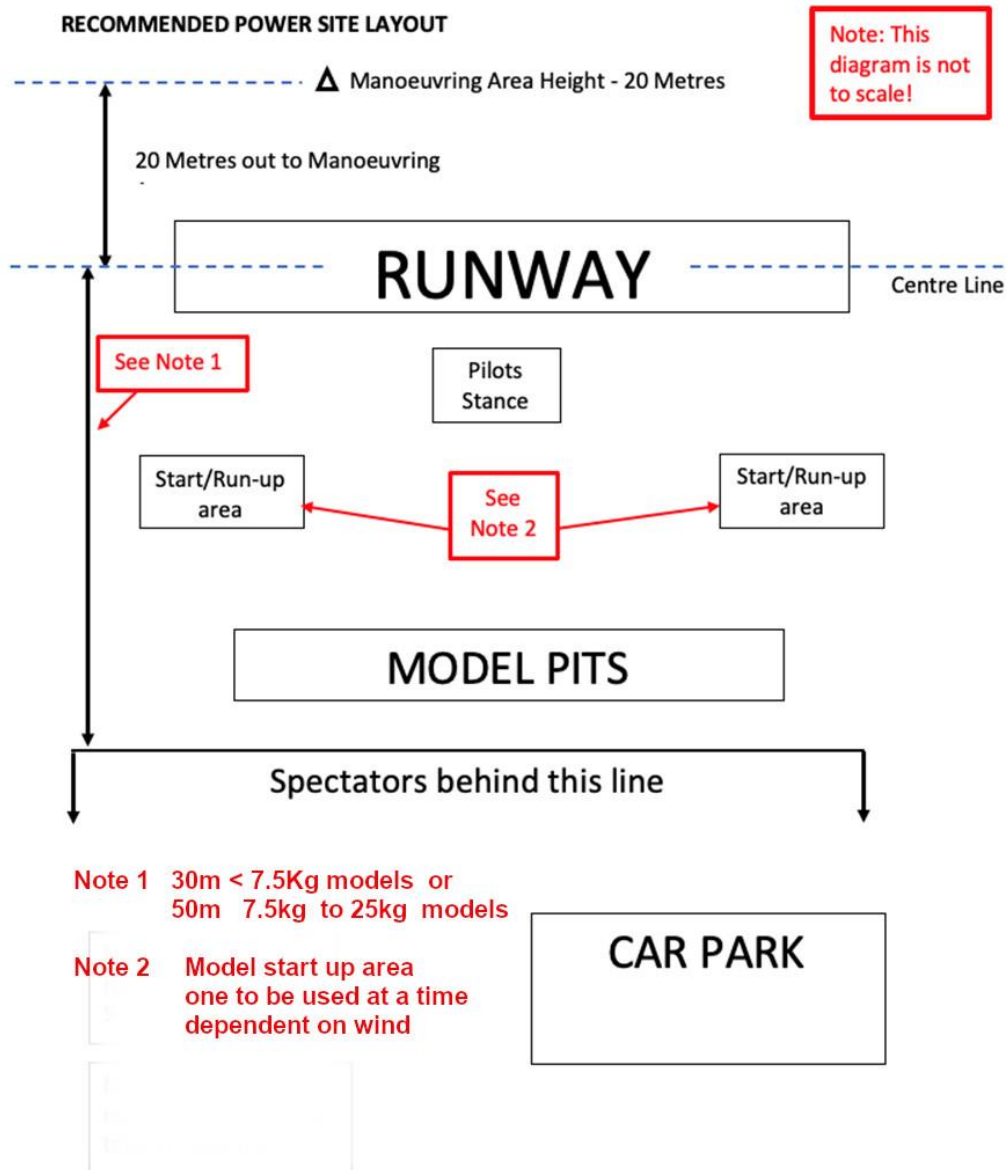 RECOMMENDED POWER SITE LAYOUT
Note: This
diagram is not
to scale!
Δ Manoeuvring Area Height - 20 Metres
20 Metres out to Manoeuvring
RUNWAY
Centre Line
See Note 1
Pilots
Stance
Start/Run-up
area
See
Note 2
Start/Run-up
area
MODEL PITS
Spectators behind this line
Note 1 30m < 7.5Kg models or
50m 7.5kg to 25kg models
Note 2 Model start up area
one to be used at a time
dependent on wind
CAR PARK